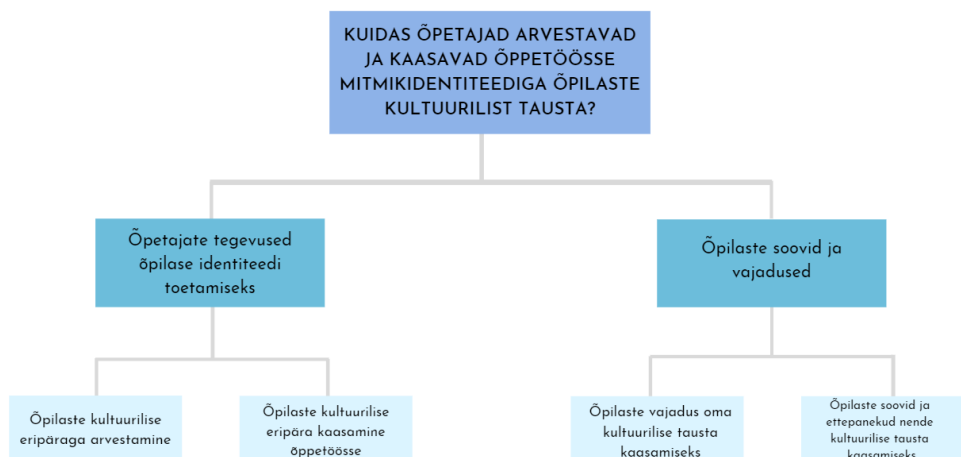 KUIDAS ÕPETAJAD ARVESTAVAD
JA KAASAVAD ÕPPETÖÖSSE
MITMIKIDENTITEEDIGA ÕPILASTE
KULTUURILIST TAUSTA?
Õpetajate tegevused
õpilase identiteedi
toetamiseks
Õpilaste soovid ja
vajadused
Õpilaste kultuurilise
eripäraga arvestamine
Õpilaste kultuurilise
eripära kaasamine
õppetöösse
Õpilaste vajadus oma
kultuurilise tausta
kaasamiseks
Õpilaste soovid ja
ettepanekud nende
kultuurilise tausta
kaasamiseks